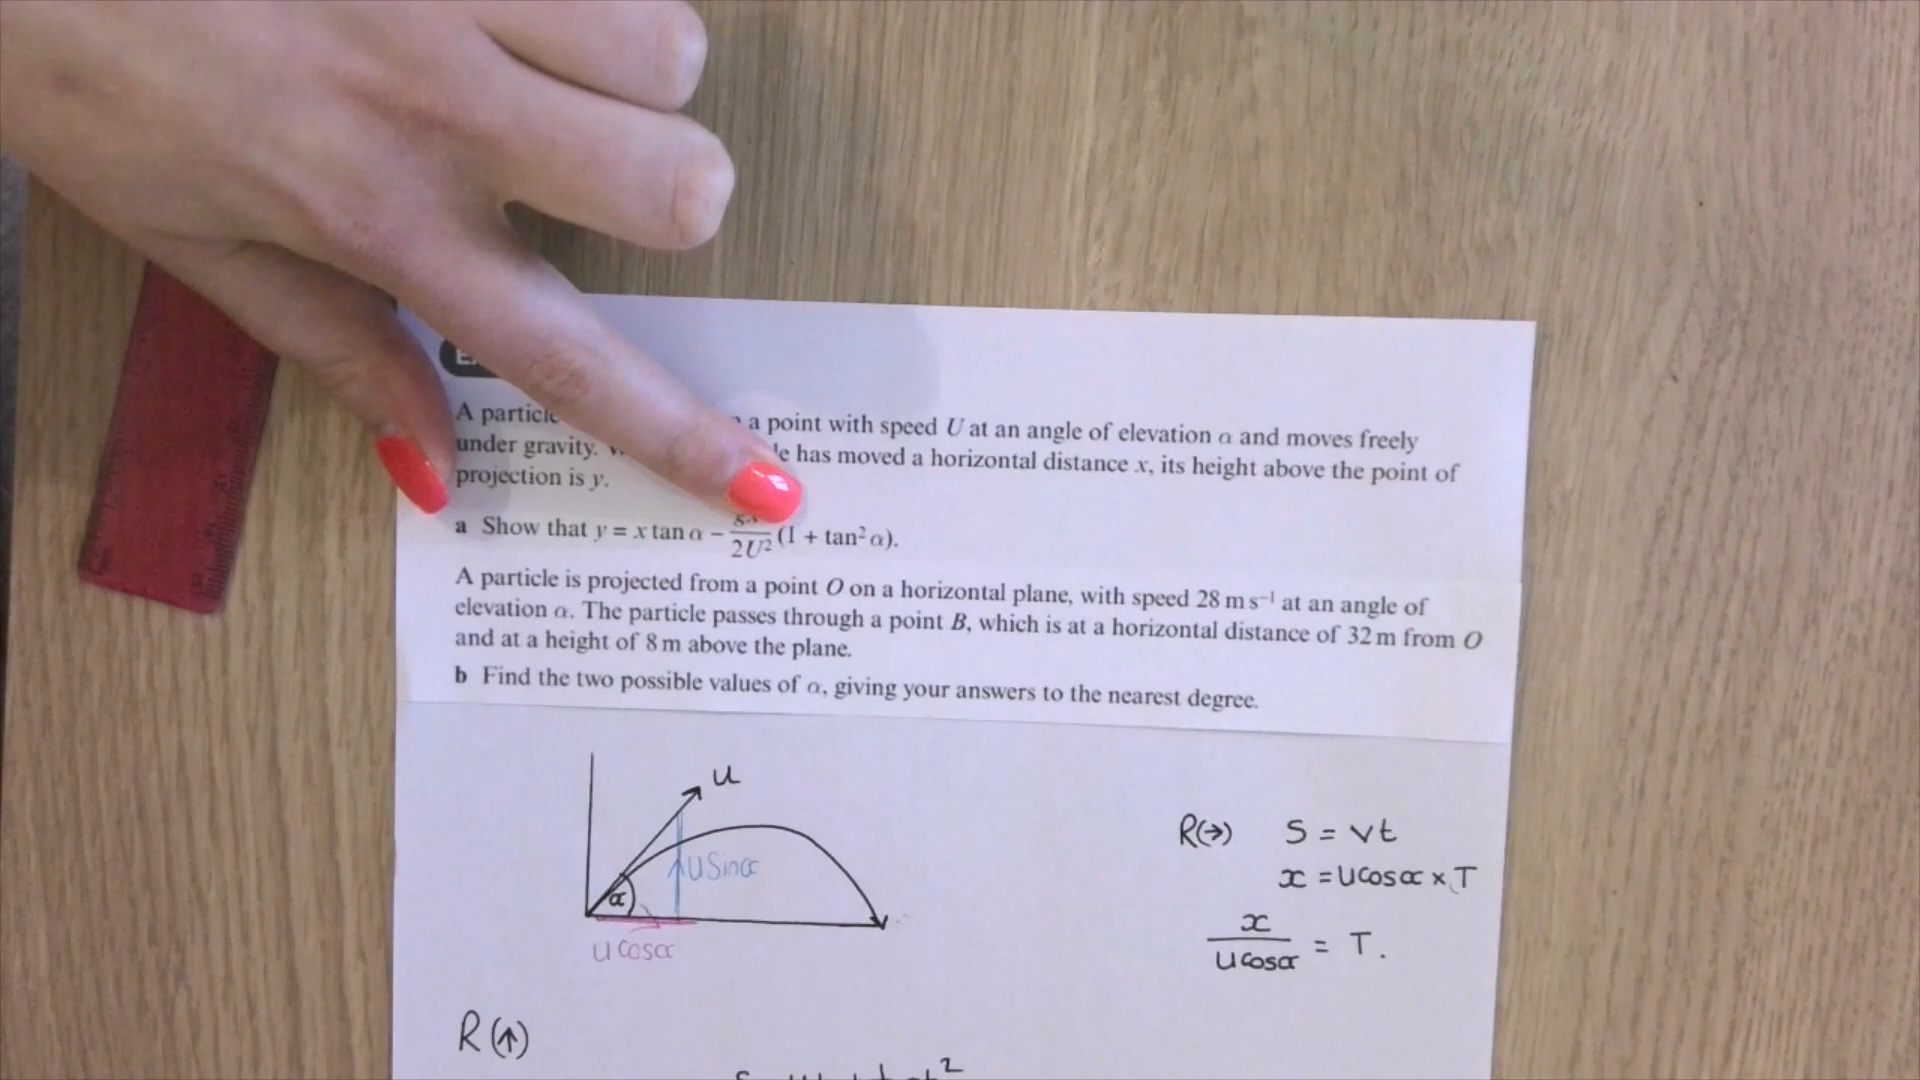 A particle a point with speed U at an angle of elevation α and moves freely
under gravity. has moved a horizontal distance x, its height above the point of
projection is y.
a Show that y = x tan α − / 2U² (1 + tan² α).
A particle is projected from a point O on a horizontal plane, with speed 28 m s⁻¹ at an angle of
elevation α. The particle passes through a point B, which is at a horizontal distance of 32 m from O
and at a height of 8 m above the plane.
b Find the two possible values of α, giving your answers to the nearest degree.
u
USinα
α
u cosα
R(→) S = vt
x = Ucosα × T
x / Ucosα = T.
R(↑)